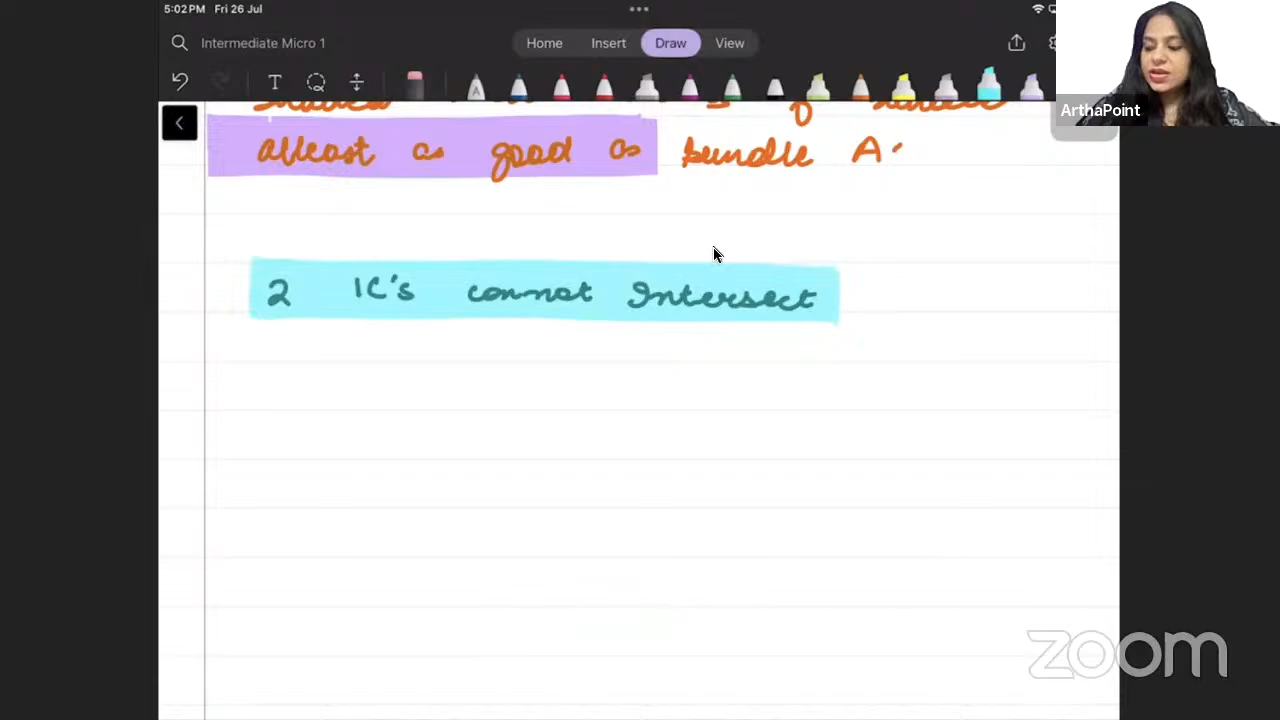 5:02 PM Fri 26 Jul
Intermediate Micro 1
Home Insert Draw View
T
A
ArthaPoint
of
atleast as good as bundle A.
2 IC's cannot Intersect
zoom